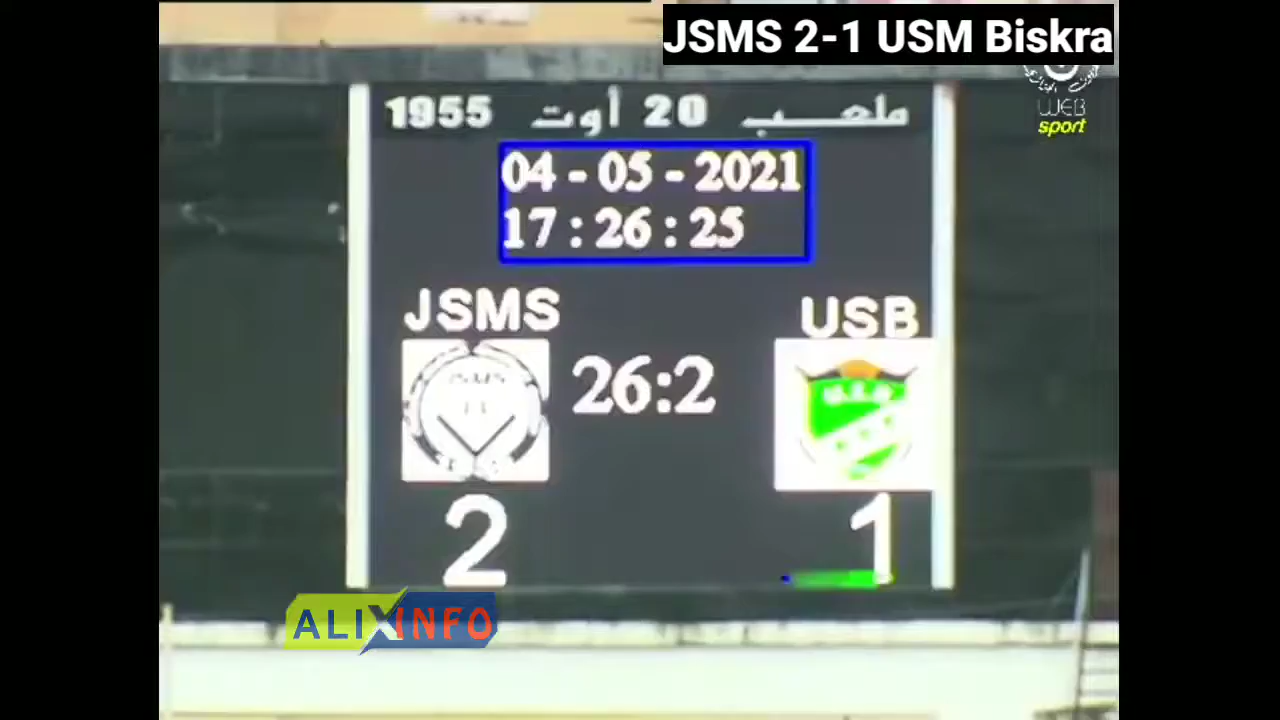 JSMS 2-1 USM Biskra
ملعب 20 أوت 1955
WEB
sport
04 - 05 - 2021
17 : 26 : 25
JSMS
USB
26:2
JSMS
U.S.B
2
1
ALIXINFO